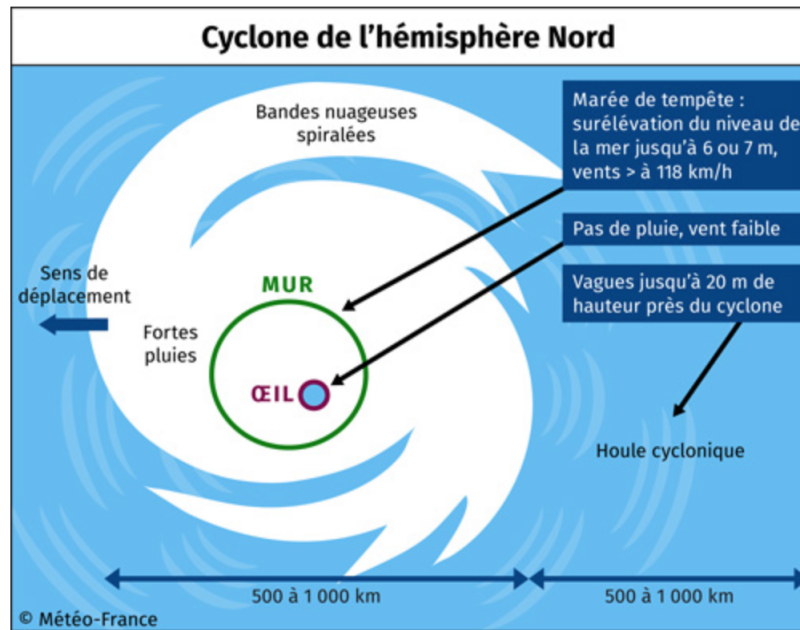 Cyclone de l’hémisphère Nord
Bandes nuageuses
spiralées
Marée de tempête :
surélévation du niveau de
la mer jusqu’à 6 ou 7 m,
vents > à 118 km/h
Pas de pluie, vent faible
Vagues jusqu’à 20 m de
hauteur près du cyclone
Sens de
déplacement
MUR
Fortes
pluies
ŒIL
Houle cyclonique
500 à 1 000 km
500 à 1 000 km
© Météo-France